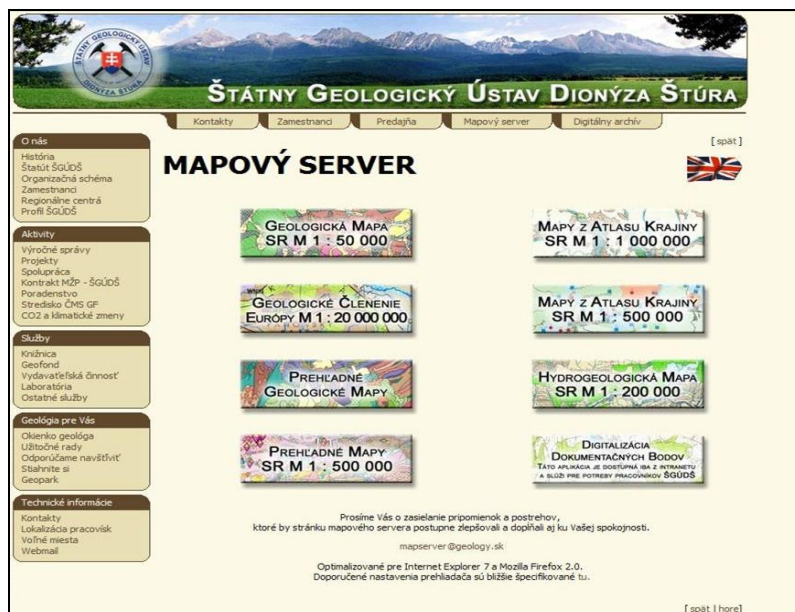 ŠTÁTNY GEOLOGICKÝ ÚSTAV
DIONÝZA ŠTÚRA
ŠTÁTNY GEOLOGICKÝ ÚSTAV DIONÝZA ŠTÚRA
Kontakty
Zamestnanci
Predajňa
Mapový server
Digitálny archív
O nás
História
Štatút ŠGÚDŠ
Organizačná schéma
Zamestnanci
Regionálne centrá
Profil ŠGÚDŠ
Aktivity
Výročné správy
Projekty
Spolupráca
Kontrakt MŽP - ŠGÚDŠ
Poradenstvo
Stredisko ČMS GF
CO2 a klimatické zmeny
Služby
Knižnica
Geofond
Vydavateľská činnosť
Laboratória
Ostatné služby
Geológia pre Vás
Okienko geológa
Užitočné rady
Odporúčame navštíviť
Stiahnite si
Geopark
Technické informácie
Kontakty
Lokalizácia pracovísk
Voľné miesta
Webmail
[ späť ]
MAPOVÝ SERVER
GEOLOGICKÁ MAPA
SR M 1 : 50 000
MAPY Z ATLASU KRAJINY
SR M 1 : 1 000 000
GEOLOGICKÉ ČLENENIE
EURÓPY M 1 : 20 000 000
MAPY Z ATLASU KRAJINY
SR M 1 : 500 000
PREHĽADNÉ
GEOLOGICKÉ MAPY
HYDROGEOLOGICKÁ MAPA
SR M 1 : 200 000
PREHĽADNÉ MAPY
SR M 1 : 500 000
DIGITALIZÁCIA
DOKUMENTAČNÝCH BODOV
TÁTO APLIKÁCIA JE DOSTUPNÁ IBA Z INTRANETU
A SLÚŽI PRE POTREBY PRACOVNÍKOV ŠGÚDŠ
Prosíme Vás o zasielanie pripomienok a postrehov,
ktoré by stránku mapového servera postupne zlepšovali a dopĺňali aj ku Vašej spokojnosti.
mapserver@geology.sk
Optimalizované pre Internet Explorer 7 a Mozilla Firefox 2.0.
Doporučené nastavenia prehliadača sú bližšie špecifikované tu.
[ späť | hore]